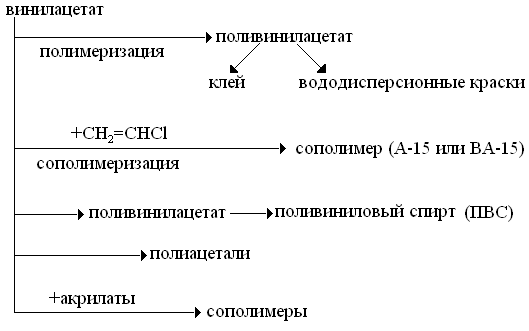 винилацетат
полимеризация
поливинилацетат
клей
вододисперсионные краски
+CH₂=CHCl
сополимеризация
сополимер (А-15 или ВА-15)
поливинилацетат
поливиниловый спирт (ПВС)
полиацетали
+акрилаты
сополимеры